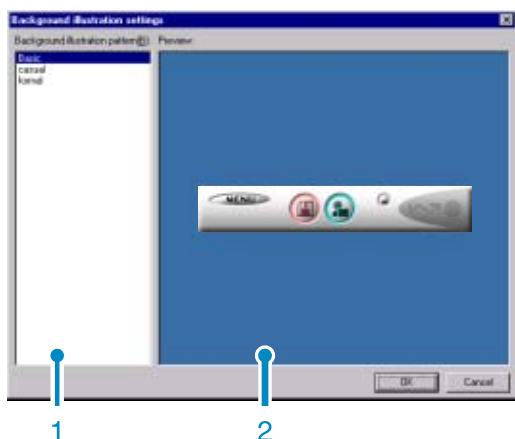 Background illustration settings
Background illustration pattern(B): Preview:
Basic
casual
formal
MENU
OK Cancel
1 2